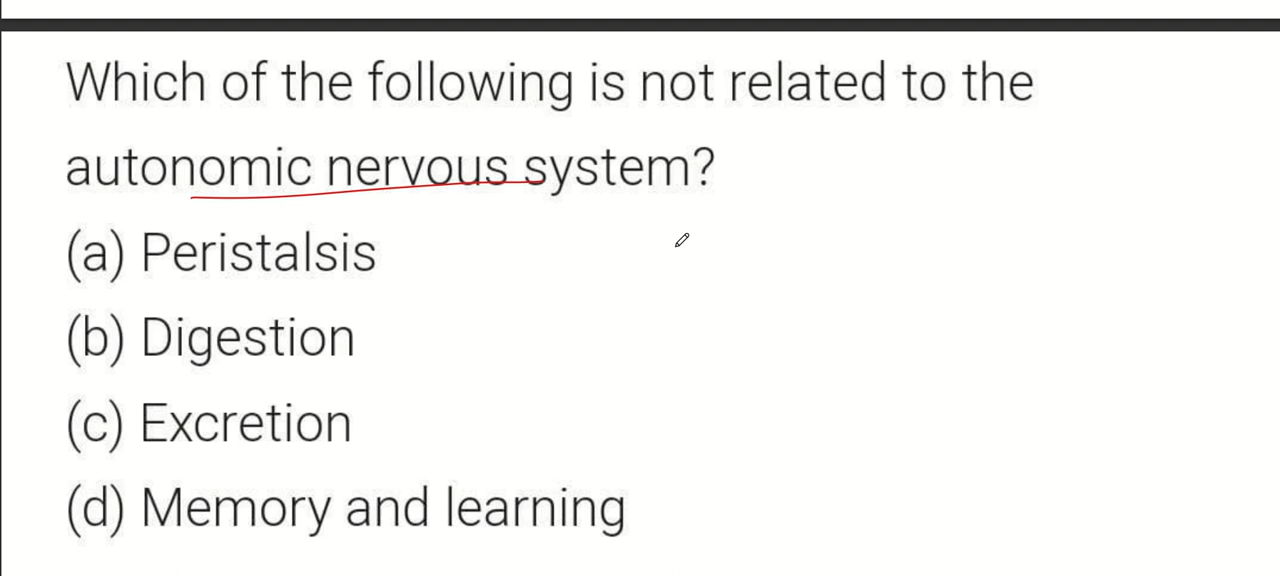 Which of the following is not related to the
autonomic nervous system?
(a) Peristalsis
(b) Digestion
(c) Excretion
(d) Memory and learning